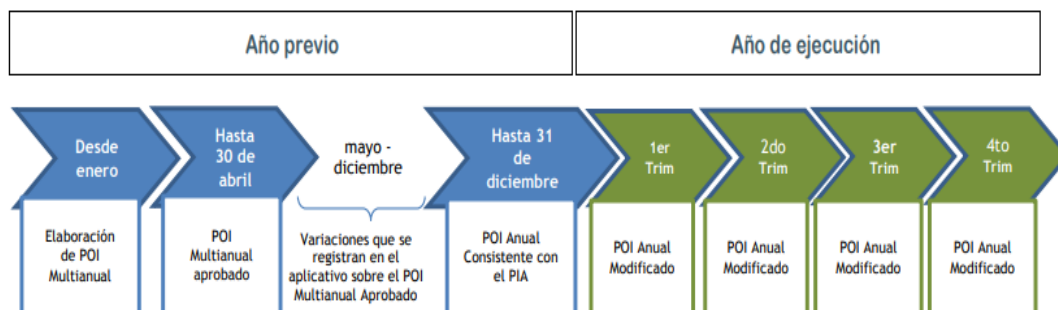 Año previo
Año de ejecución
Desde
enero
Hasta
30 de
abril
mayo -
diciembre
Hasta 31
de
diciembre
1er
Trim
2do
Trim
3er
Trim
4to
Trim
Elaboración
de POI
Multianual
POI
Multianual
aprobado
Variaciones que se
registran en el
aplicativo sobre el POI
Multianual Aprobado
POI Anual
Consistente con
el PIA
POI Anual
Modificado
POI Anual
Modificado
POI Anual
Modificado
POI Anual
Modificado